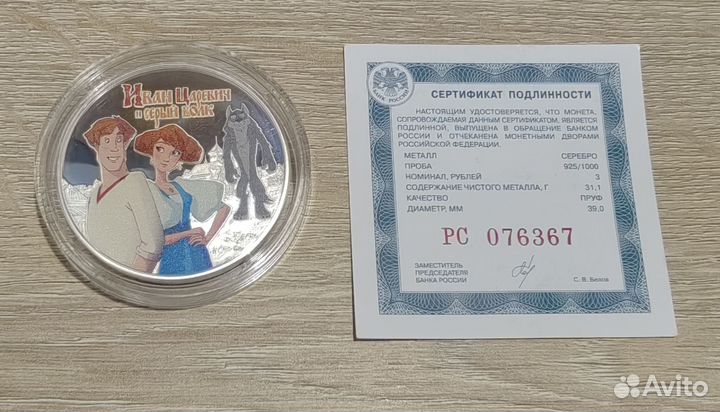 Иван Царевич
и серый волк
БАНК РОССИИ
СЕРТИФИКАТ ПОДЛИННОСТИ
НАСТОЯЩИМ УДОСТОВЕРЯЕТСЯ, ЧТО МОНЕТА,
СОПРОВОЖДАЕМАЯ ДАННЫМ СЕРТИФИКАТОМ, ЯВЛЯЕТСЯ
ПОДЛИННОЙ, ВЫПУЩЕНА В ОБРАЩЕНИЕ БАНКОМ
РОССИИ И ОТЧЕКАНЕНА МОНЕТНЫМИ ДВОРАМИ
РОССИЙСКОЙ ФЕДЕРАЦИИ.
МЕТАЛЛ СЕРЕБРО
ПРОБА 925/1000
НОМИНАЛ, РУБЛЕЙ 3
СОДЕРЖАНИЕ ЧИСТОГО МЕТАЛЛА, Г 31,1
КАЧЕСТВО ПРУФ
ДИАМЕТР, ММ 39,0
РС 076367
ЗАМЕСТИТЕЛЬ
ПРЕДСЕДАТЕЛЯ
БАНКА РОССИИ
С. В. Белов
Avito